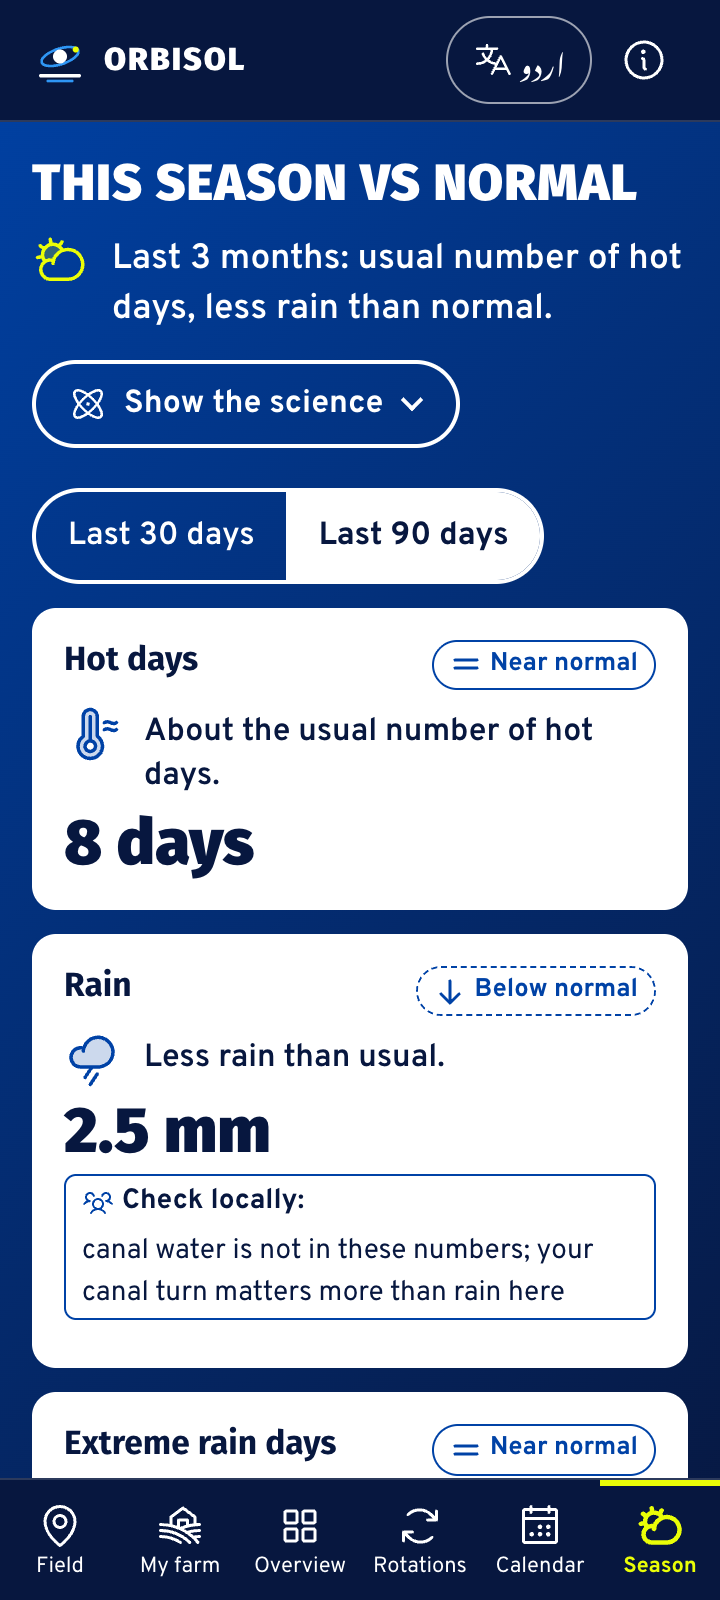 ORBISOL
اردو
THIS SEASON VS NORMAL
Last 3 months: usual number of hot
days, less rain than normal.
Show the science
Last 30 days
Last 90 days
Hot days
Near normal
About the usual number of hot
days.
8 days
Rain
Below normal
Less rain than usual.
2.5 mm
Check locally:
canal water is not in these numbers; your
canal turn matters more than rain here
Extreme rain days
Near normal
Field
My farm
Overview
Rotations
Calendar
Season